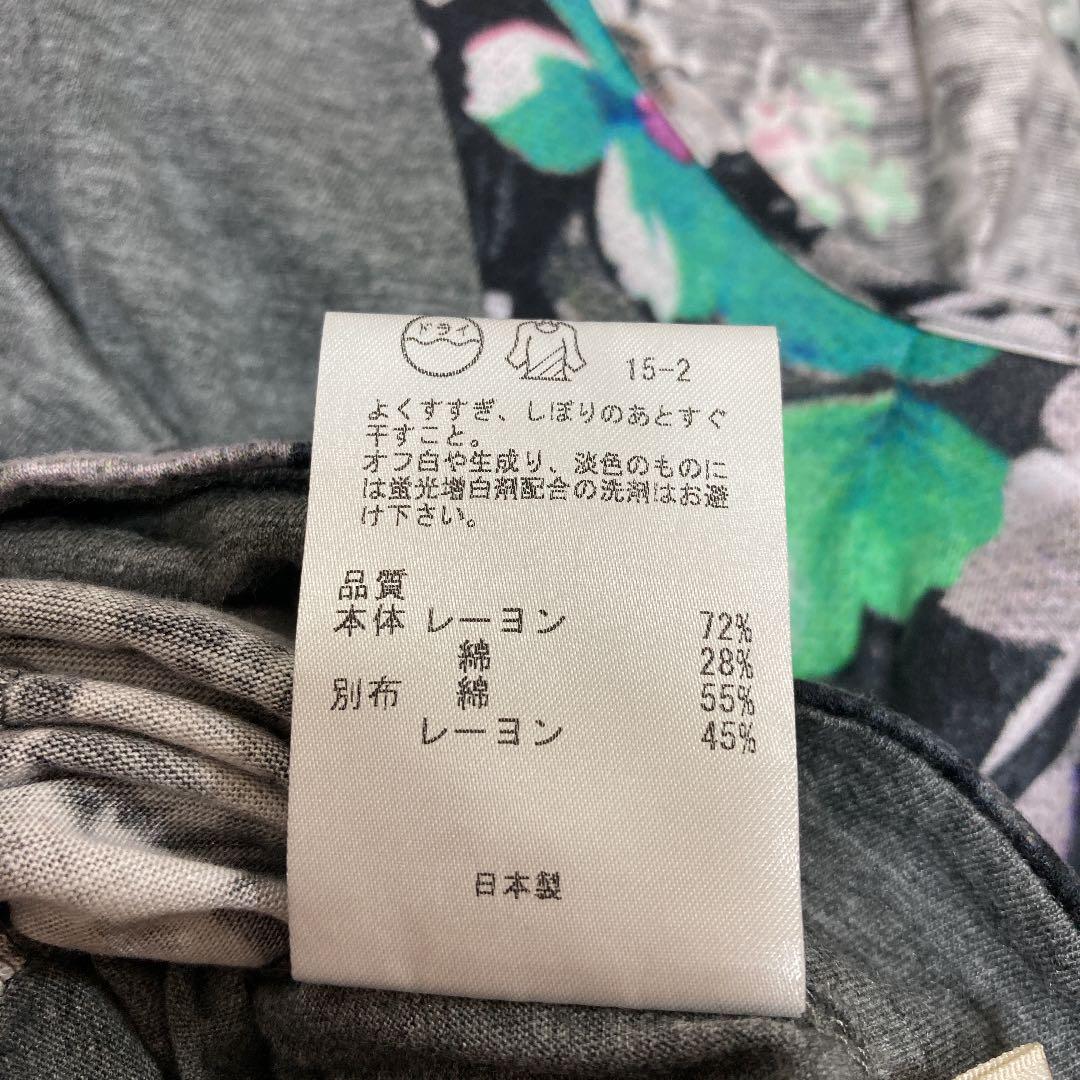 ドライ 15-2
よくすすぎ、しぼりのあとすぐ
干すこと。
オフ白や生成り、淡色のものに
は蛍光増白剤配合の洗剤はお避
け下さい。
品質
本体 レーヨン 72%
綿 28%
別布 綿 55%
レーヨン 45%
日本製